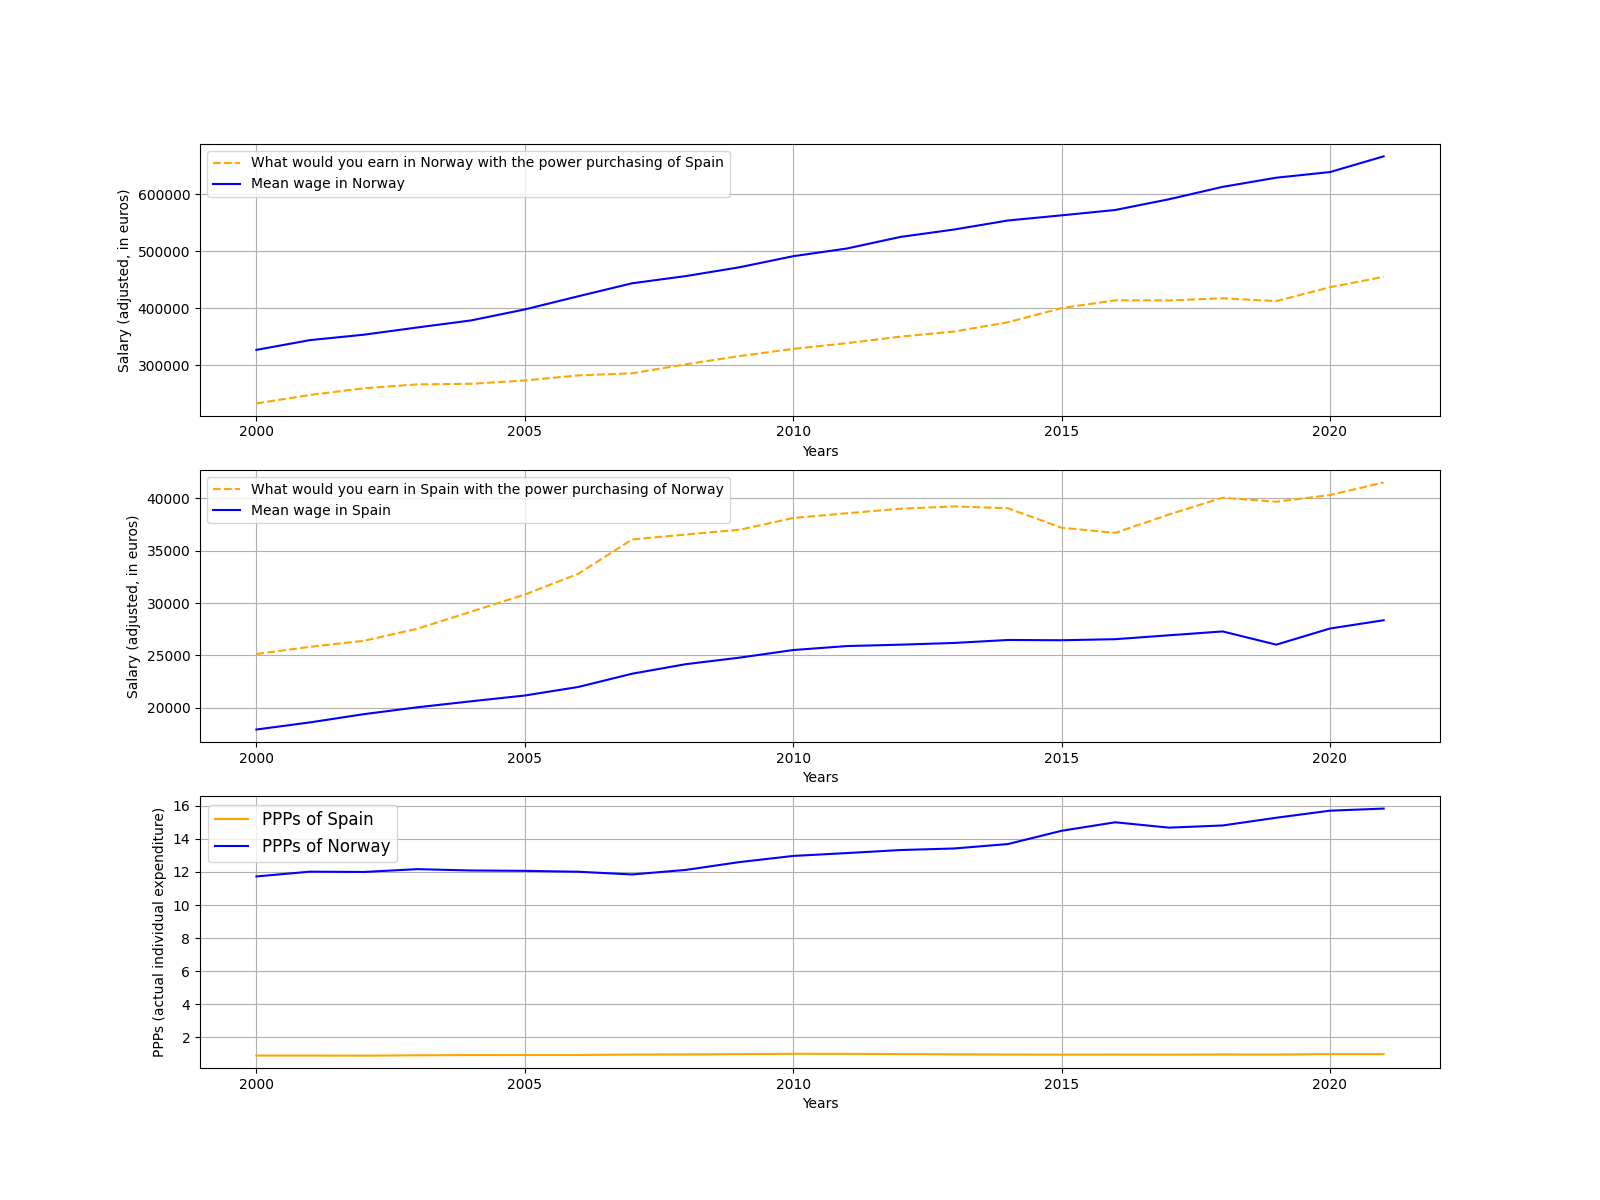 What would you earn in Norway with the power purchasing of Spain
Mean wage in Norway
Salary (adjusted, in euros)
600000
500000
400000
300000
2000 2005 2010 2015 2020
Years
What would you earn in Spain with the power purchasing of Norway
Mean wage in Spain
Salary (adjusted, in euros)
40000
35000
30000
25000
20000
2000 2005 2010 2015 2020
Years
PPPs of Spain
PPPs of Norway
PPPs (actual individual expenditure)
16
14
12
10
8
6
4
2
2000 2005 2010 2015 2020
Years